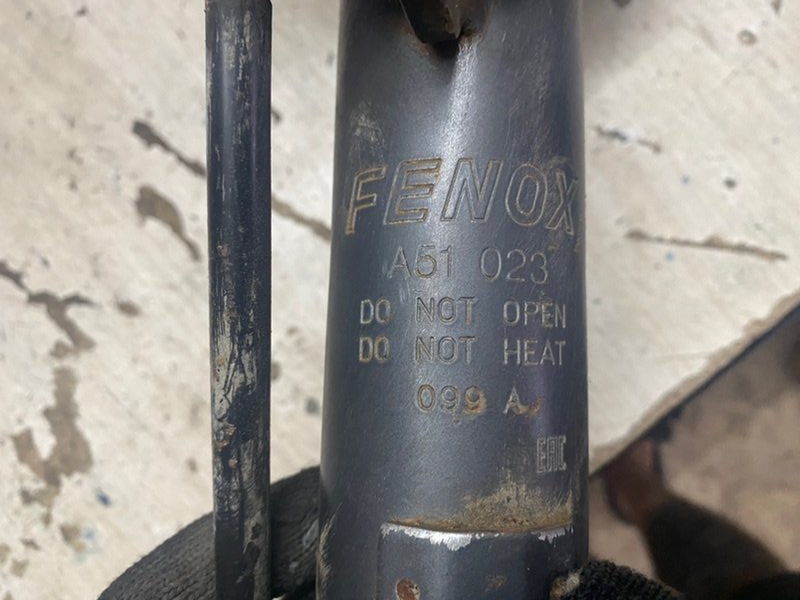 FENOX
A51 023
DO NOT OPEN
DO NOT HEAT
099 A
EAC